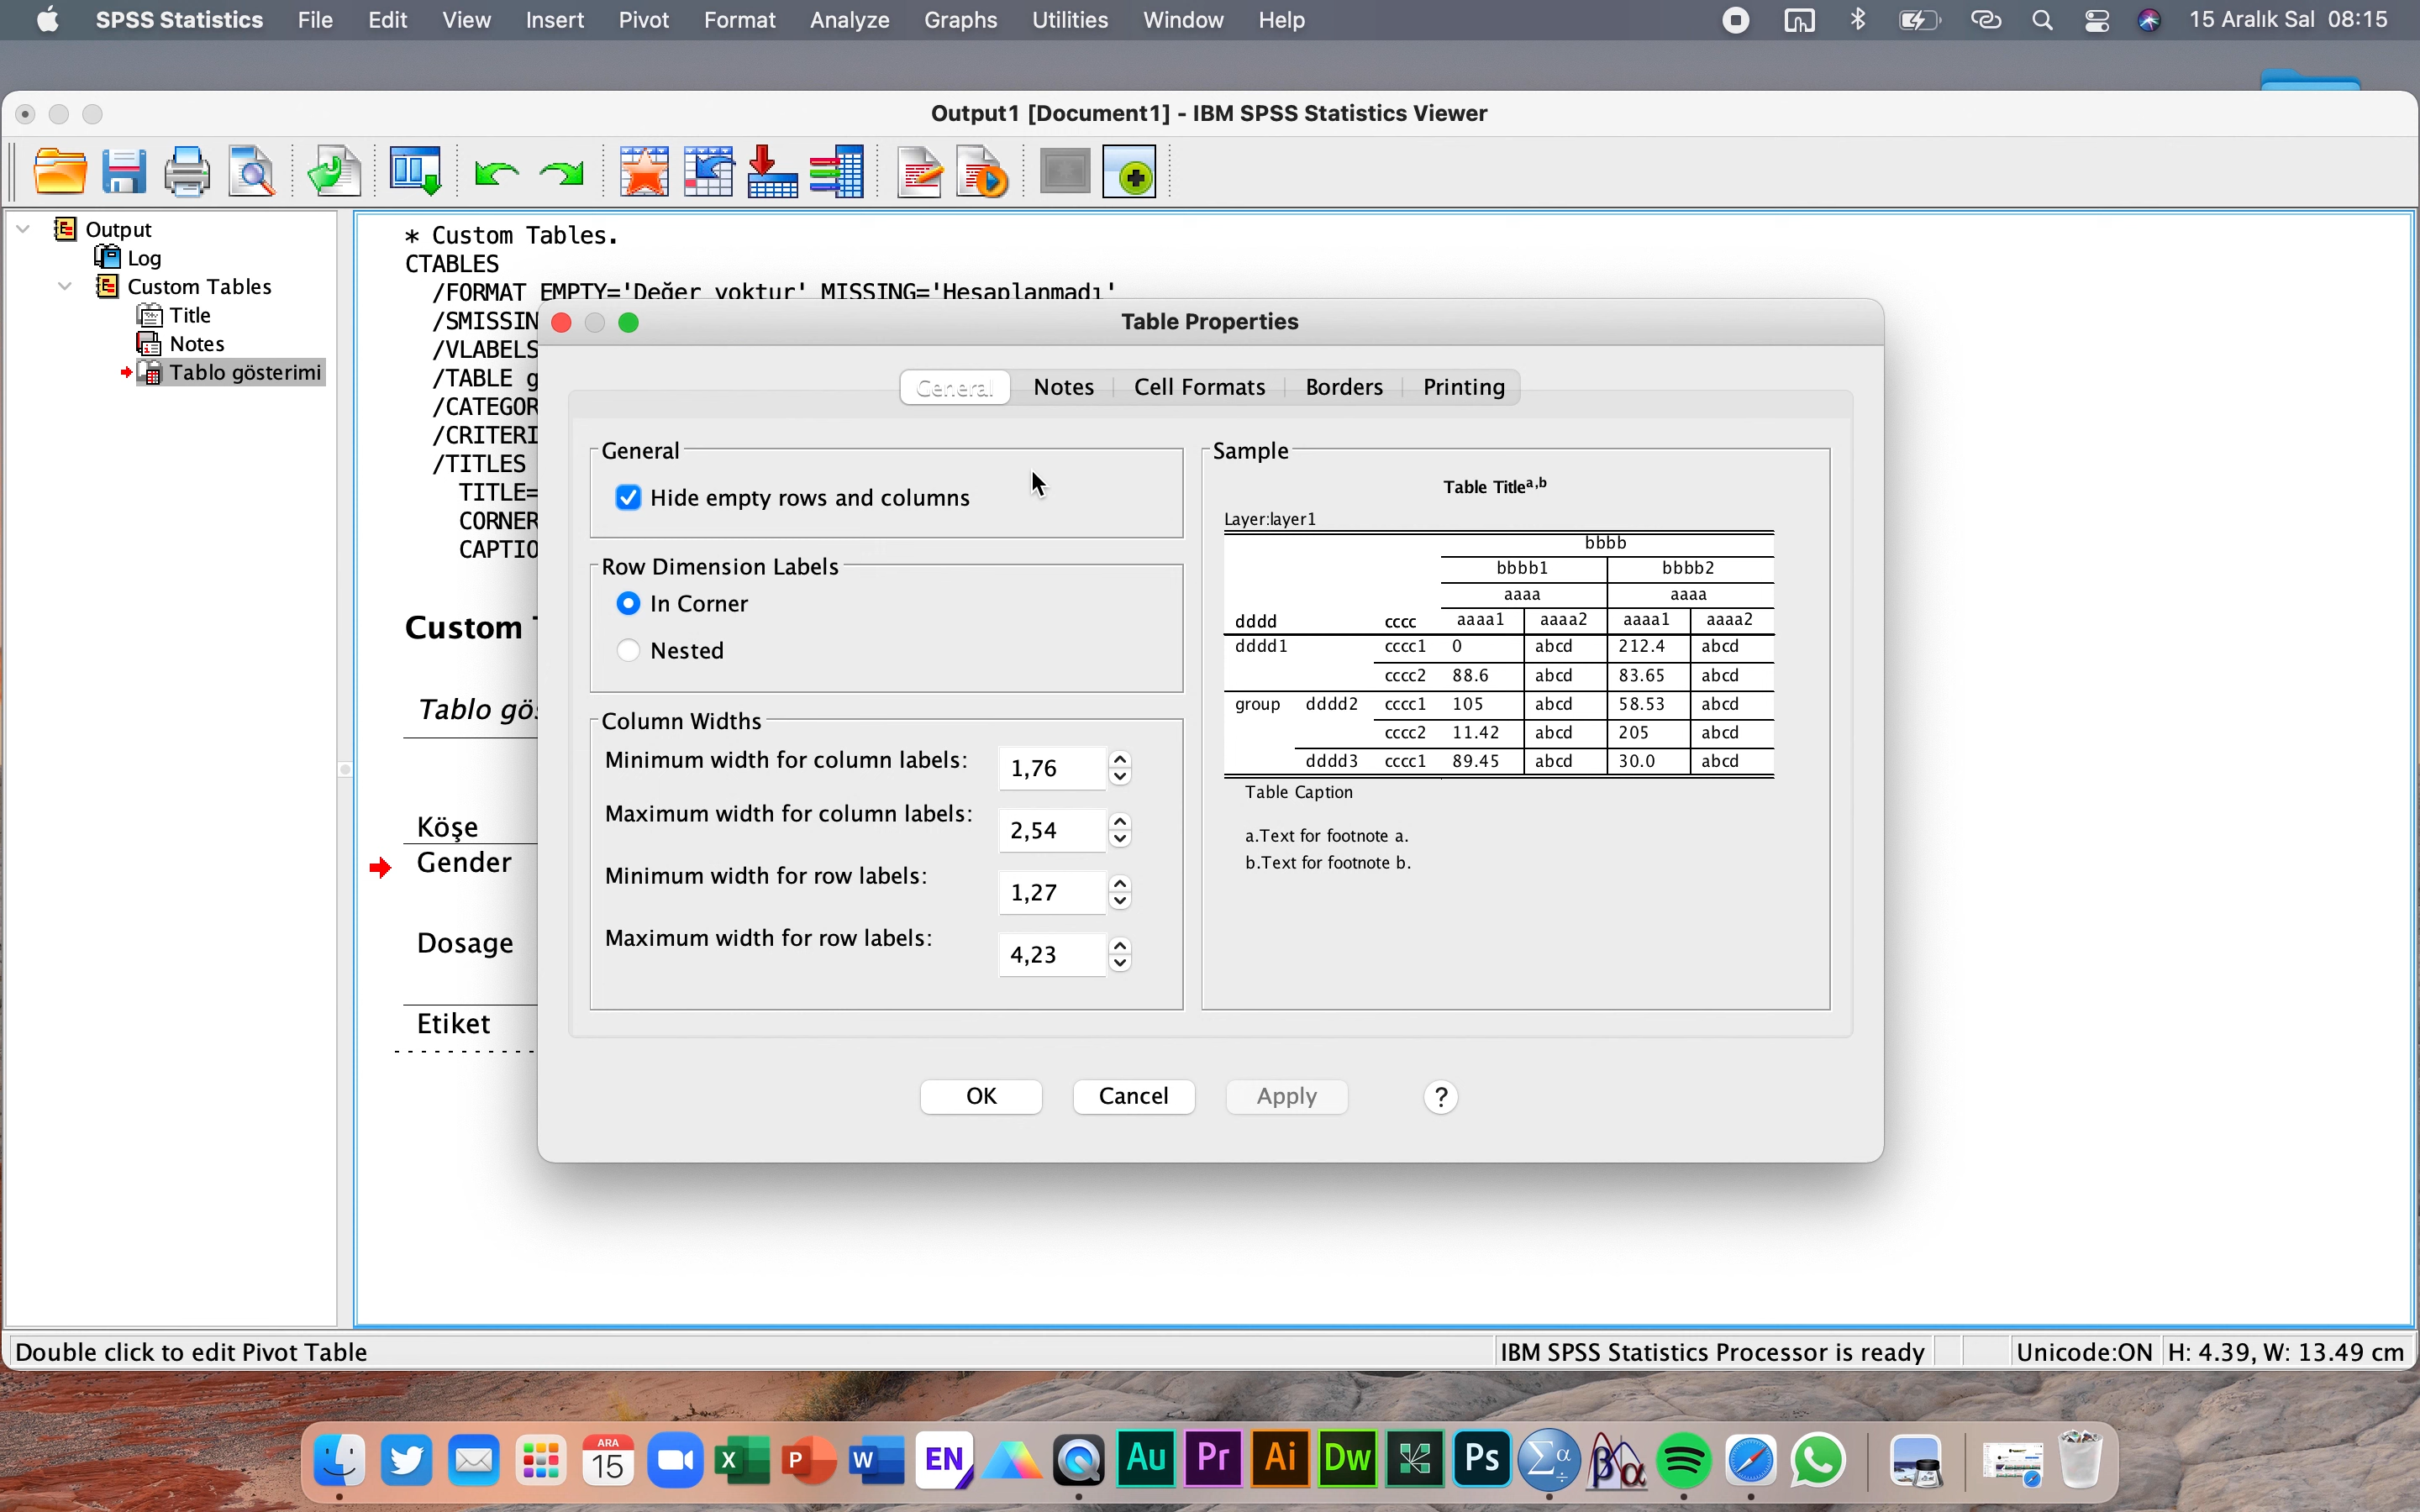 SPSS Statistics File Edit View Insert Pivot Format Analyze Graphs Utilities Window Help 15 Aralık Sal 08:15
Output1 [Document1] - IBM SPSS Statistics Viewer
Output
Log
Custom Tables
Title
Notes
Tablo gösterimi
* Custom Tables.
CTABLES
/FORMAT EMPTY='Değer yoktur' MISSING='Hesaplanmadı'
/SMISSIN
/VLABELS
/TABLE g
/CATEGOR
/CRITERI
/TITLES
TITLE=
CORNER
CAPTIO
Custom
Tablo gös
Köşe
Gender
Dosage
Etiket
Table Properties
General Notes Cell Formats Borders Printing
General
Hide empty rows and columns
Row Dimension Labels
In Corner
Nested
Column Widths
Minimum width for column labels: 1,76
Maximum width for column labels: 2,54
Minimum width for row labels: 1,27
Maximum width for row labels: 4,23
Sample
Table Titlea,b
Layer:layer1
bbbb
bbbb1 bbbb2
aaaa aaaa
dddd cccc aaaa1 aaaa2 aaaa1 aaaa2
dddd1 cccc1 0 abcd 212.4 abcd
cccc2 88.6 abcd 83.65 abcd
group dddd2 cccc1 105 abcd 58.53 abcd
cccc2 11.42 abcd 205 abcd
dddd3 cccc1 89.45 abcd 30.0 abcd
Table Caption
a.Text for footnote a.
b.Text for footnote b.
OK Cancel Apply ?
Double click to edit Pivot Table IBM SPSS Statistics Processor is ready Unicode:ON H: 4.39, W: 13.49 cm
ARA
15 X P W EN Au Pr Ai Dw Ps Σα÷ βα